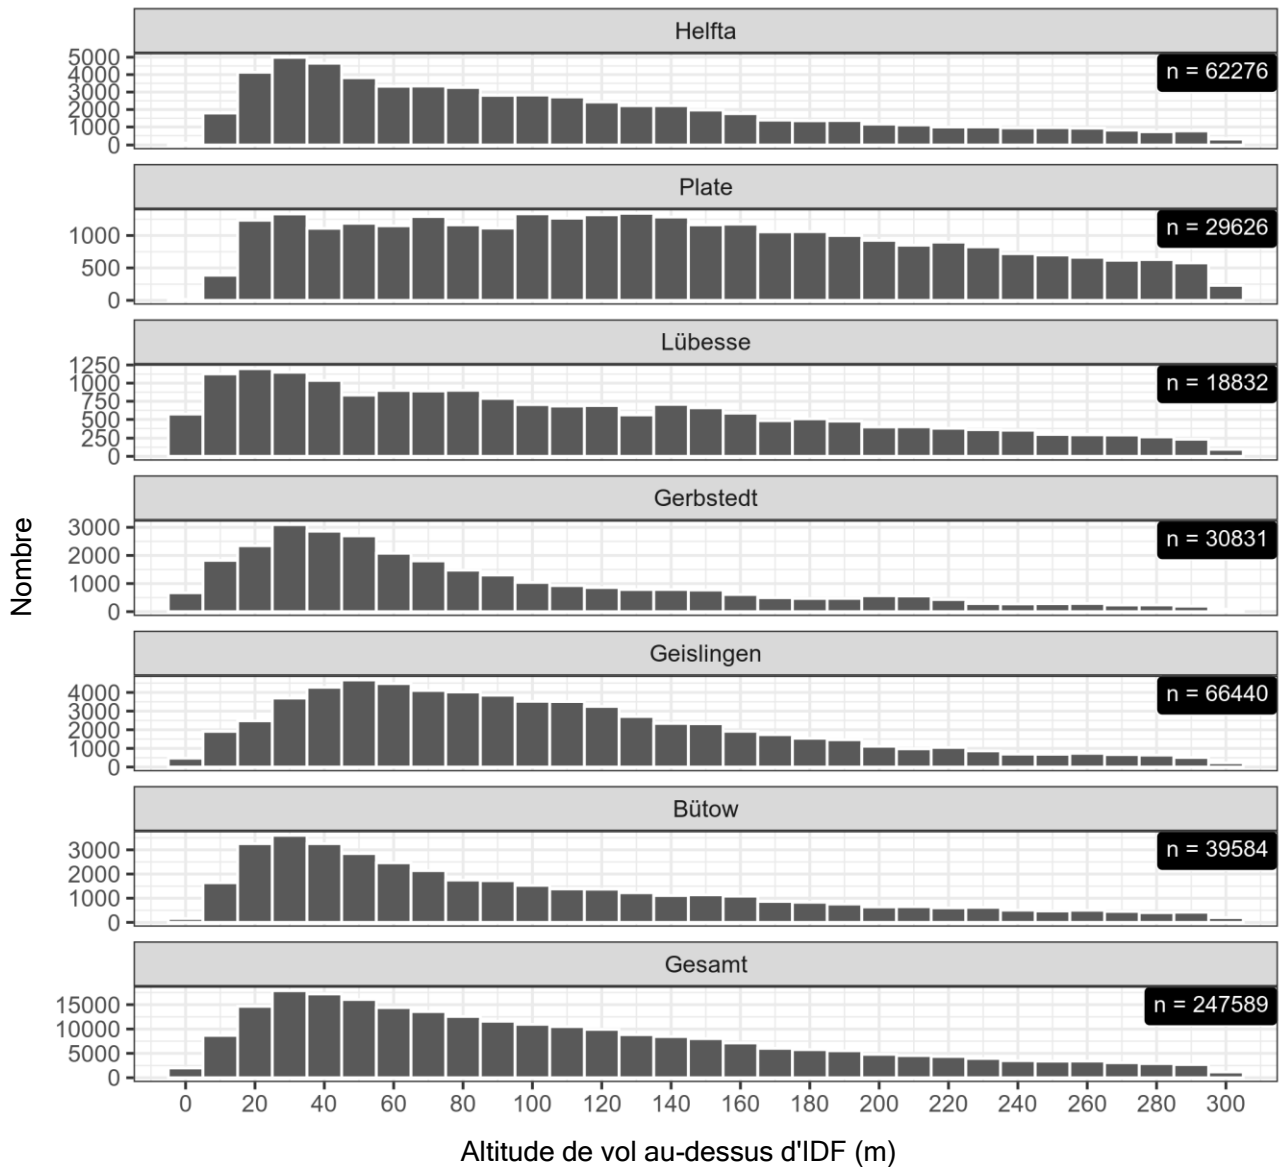 Helfta
5000
4000
3000
2000
1000
0
n = 62276
Plate
1000
500
0
n = 29626
Lübesse
1250
1000
750
500
250
0
n = 18832
Gerbstedt
3000
2000
1000
0
n = 30831
Nombre
Geislingen
4000
3000
2000
1000
0
n = 66440
Bütow
3000
2000
1000
0
n = 39584
Gesamt
15000
10000
5000
0
n = 247589
0 20 40 60 80 100 120 140 160 180 200 220 240 260 280 300
Altitude de vol au-dessus d'IDF (m)